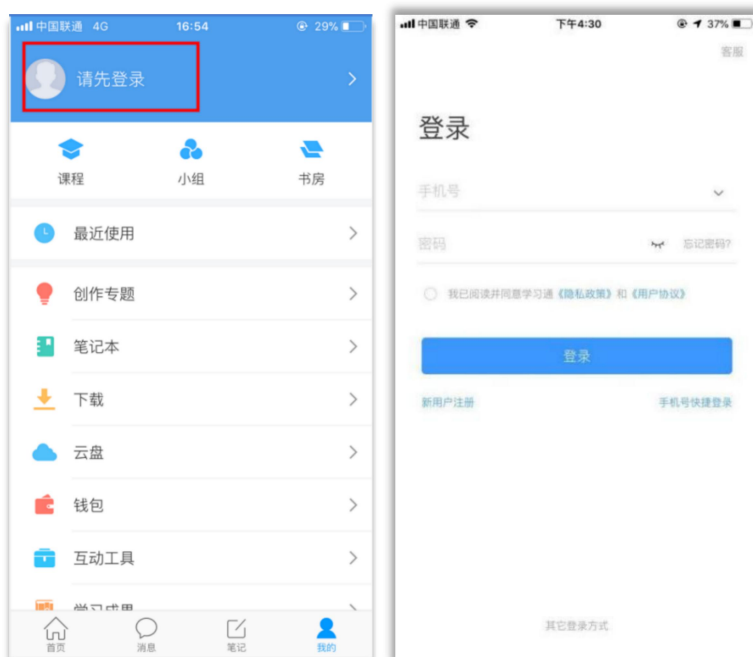 中国联通 4G 16:54 29%
请先登录
课程 小组 书房
最近使用
创作专题
笔记本
下载
云盘
钱包
互动工具
学习成果
首页 消息 笔记 我的
中国联通 下午4:30 37%
客服
登录
手机号
密码 忘记密码?
我已阅读并同意学习通《隐私政策》和《用户协议》
登录
新用户注册 手机号快捷登录
其它登录方式